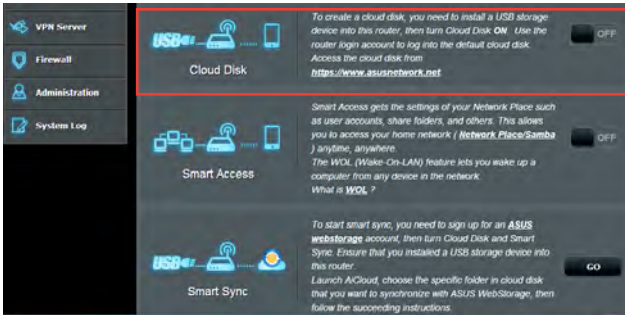 VPN Server
Firewall
Administration
System Log
USB
Cloud Disk
To create a cloud disk, you need to install a USB storage
device into this router, then turn Cloud Disk ON. Use the
router login account to log into the default cloud disk.
Access the cloud disk from
https://www.asusnetwork.net.
OFF
Smart Access
Smart Access gets the settings of your Network Place such
as user accounts, share folders, and others. This allows
you to access your home network ( Network Place/Samba
) anytime, anywhere.
The WOL (Wake-On-LAN) feature lets you wake up a
computer from any device in the network.
What is WOL ?
OFF
USB
Smart Sync
To start smart sync, you need to sign up for an ASUS
webstorage account, then turn Cloud Disk and Smart
Sync. Ensure that you installed a USB storage device into
this router.
Launch AiCloud, choose the specific folder in cloud disk
that you want to synchronize with ASUS WebStorage, then
follow the succeeding instructions.
GO